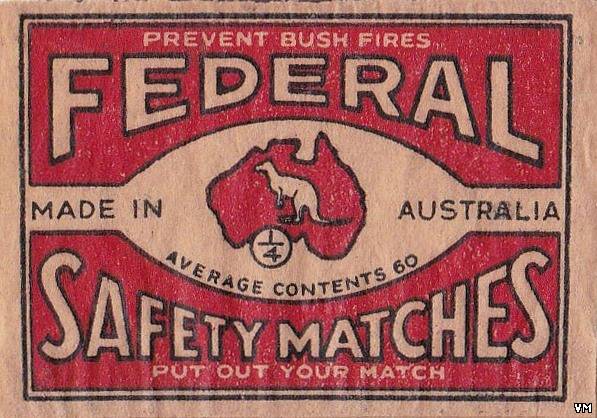 PREVENT BUSH FIRES
FEDERAL
MADE IN AUSTRALIA
1/4
AVERAGE CONTENTS 60
SAFETY MATCHES
PUT OUT YOUR MATCH
VM